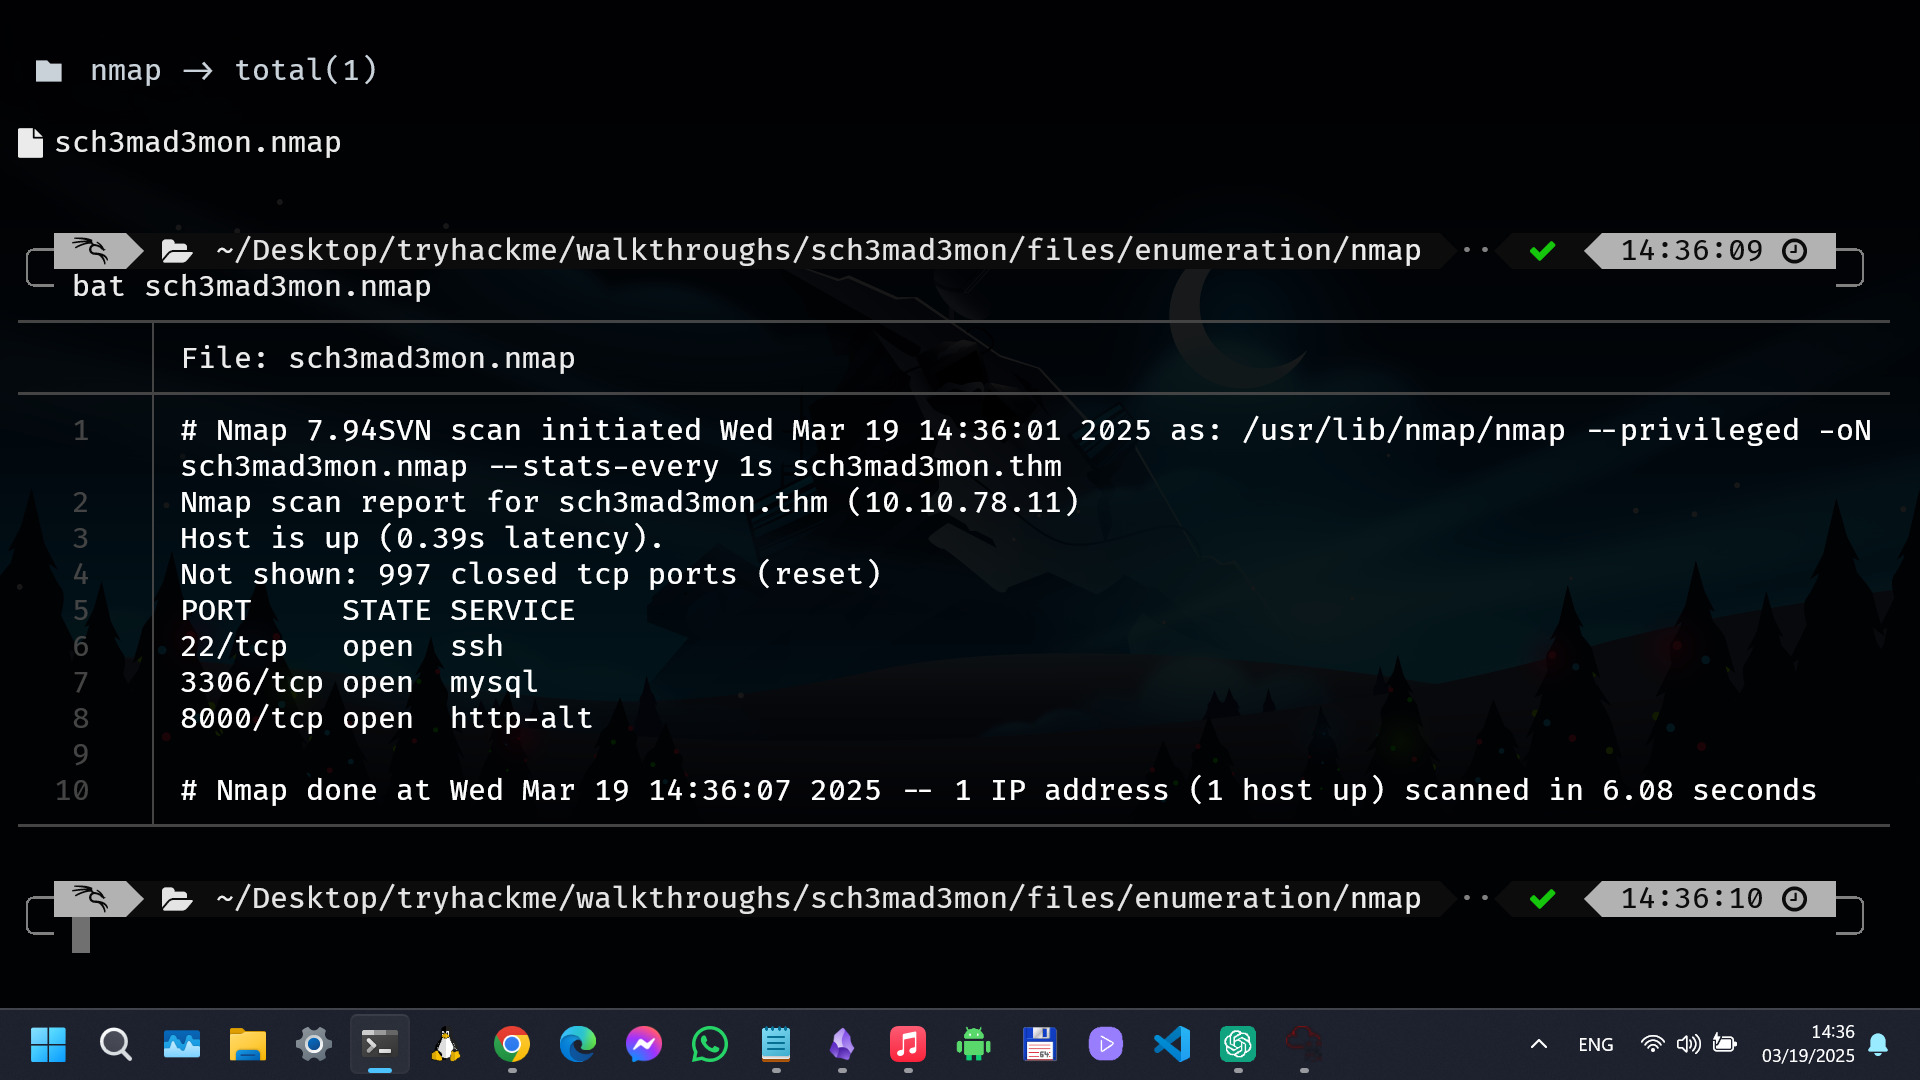 nmap → total(1)
sch3mad3mon.nmap
~/Desktop/tryhackme/walkthroughs/sch3mad3mon/files/enumeration/nmap ·· ✔ 14:36:09
bat sch3mad3mon.nmap
File: sch3mad3mon.nmap
1 # Nmap 7.94SVN scan initiated Wed Mar 19 14:36:01 2025 as: /usr/lib/nmap/nmap --privileged -oN
sch3mad3mon.nmap --stats-every 1s sch3mad3mon.thm
2 Nmap scan report for sch3mad3mon.thm (10.10.78.11)
3 Host is up (0.39s latency).
4 Not shown: 997 closed tcp ports (reset)
5 PORT     STATE SERVICE
6 22/tcp   open  ssh
7 3306/tcp open  mysql
8 8000/tcp open  http-alt
9
10 # Nmap done at Wed Mar 19 14:36:07 2025 -- 1 IP address (1 host up) scanned in 6.08 seconds
~/Desktop/tryhackme/walkthroughs/sch3mad3mon/files/enumeration/nmap ·· ✔ 14:36:10
64
ENG
14:36
03/19/2025